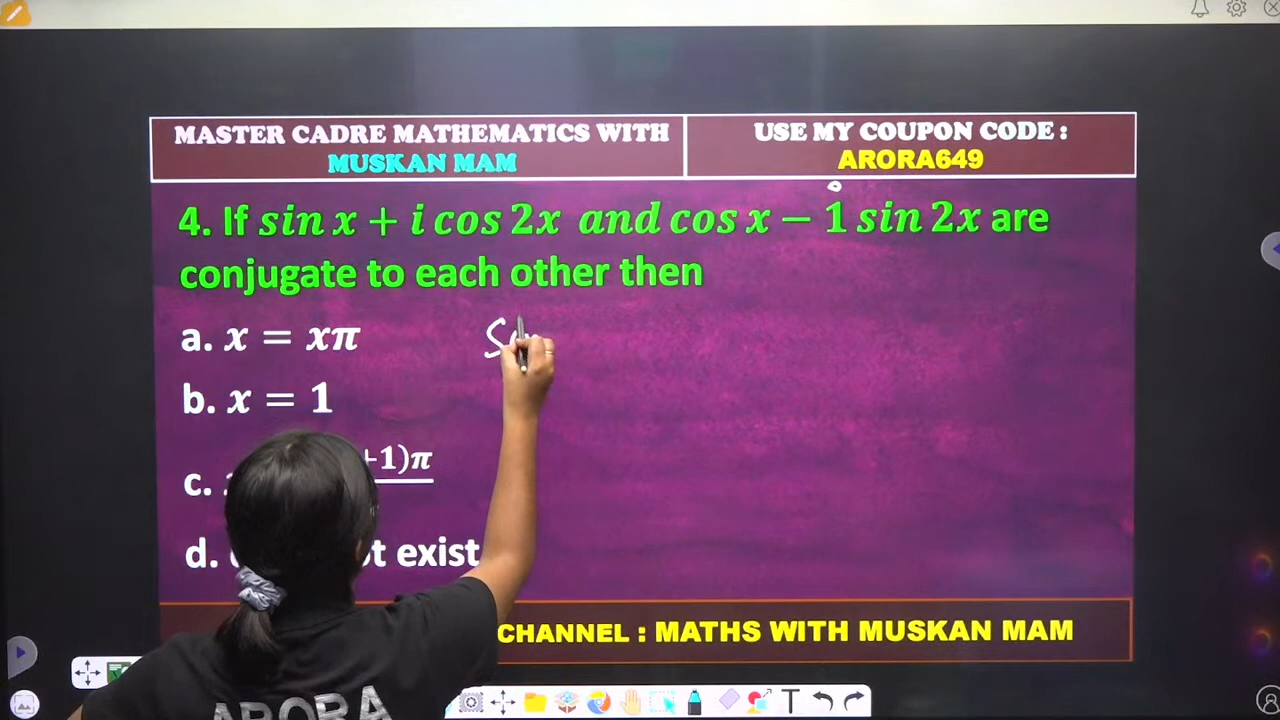 MASTER CADRE MATHEMATICS WITH
MUSKAN MAM
USE MY COUPON CODE :
ARORA649
4. If sin x + i cos 2x and cos x − 1 sin 2x are
conjugate to each other then
a. x = xπ
b. x = 1
c. +1)π
d. t exist
CHANNEL : MATHS WITH MUSKAN MAM
ARORA